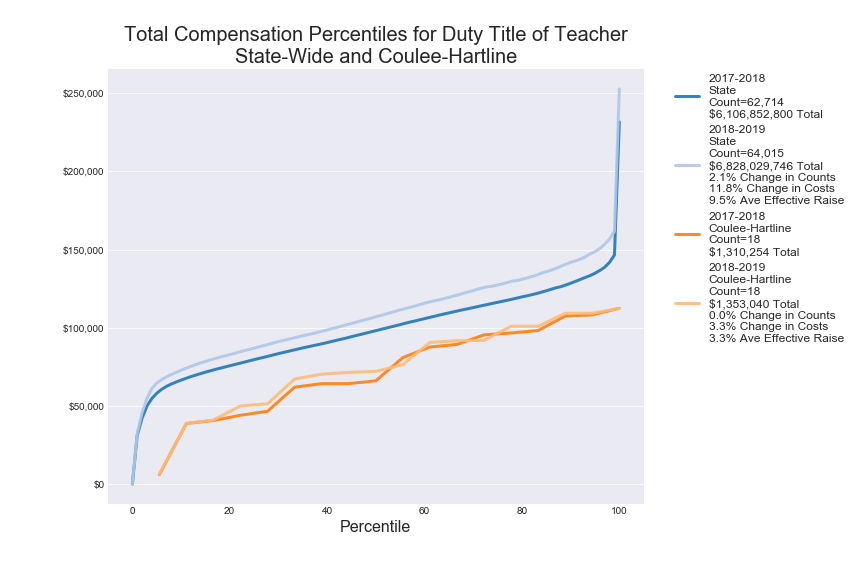 Total Compensation Percentiles for Duty Title of Teacher
State-Wide and Coulee-Hartline
$250,000
$200,000
$150,000
$100,000
$50,000
$0
0
20
40
60
80
100
Percentile
2017-2018
State
Count=62,714
$6,106,852,800 Total
2018-2019
State
Count=64,015
$6,828,029,746 Total
2.1% Change in Counts
11.8% Change in Costs
9.5% Ave Effective Raise
2017-2018
Coulee-Hartline
Count=18
$1,310,254 Total
2018-2019
Coulee-Hartline
Count=18
$1,353,040 Total
0.0% Change in Counts
3.3% Change in Costs
3.3% Ave Effective Raise